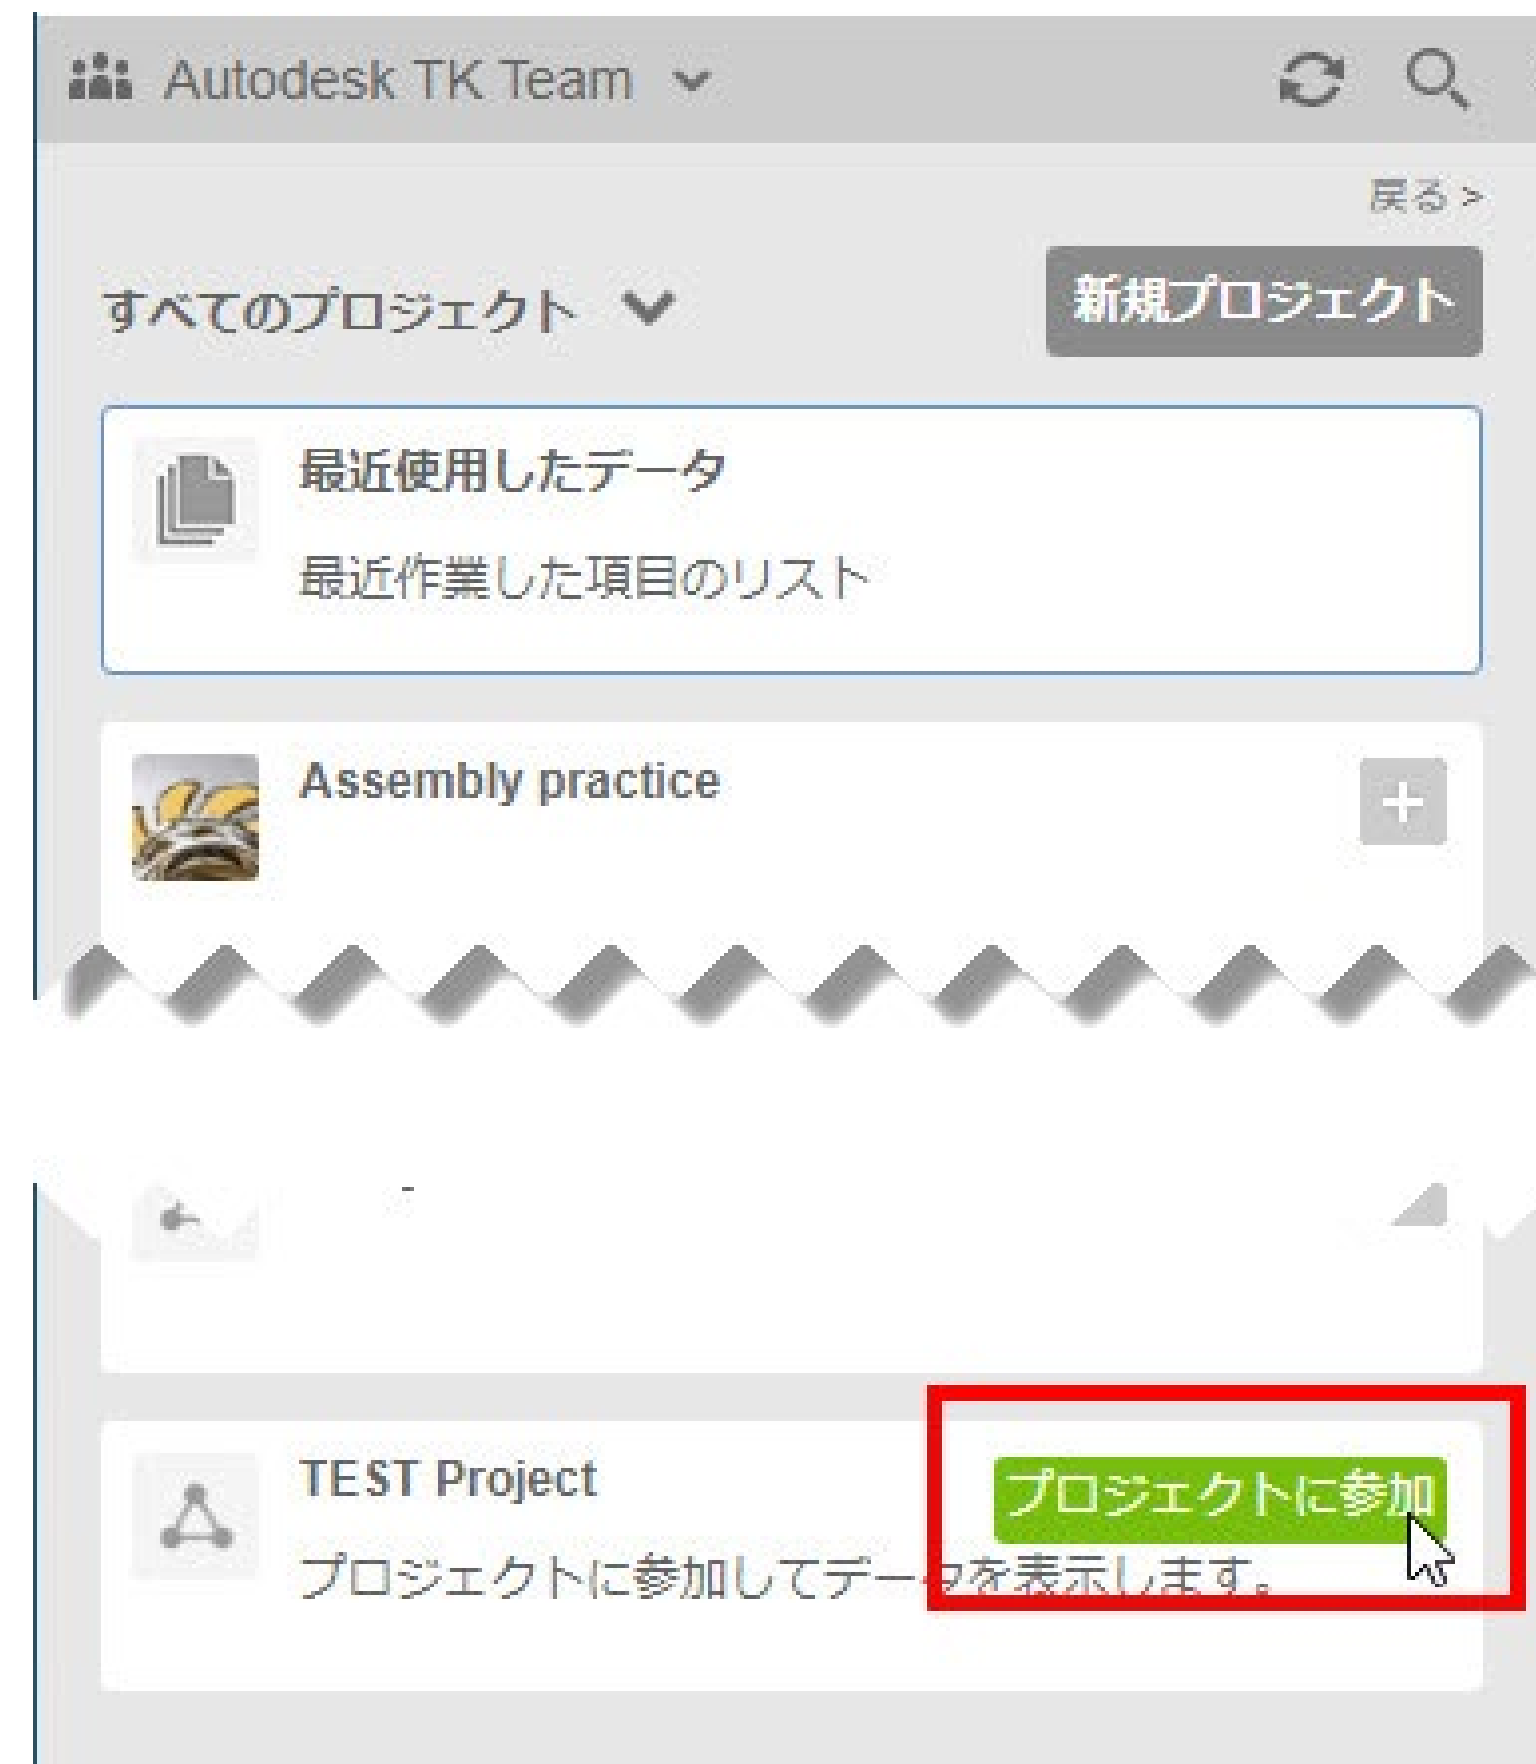 Autodesk TK Team
戻る >
すべてのプロジェクト
新規プロジェクト
最近使用したデータ
最近作業した項目のリスト
Assembly practice
TEST Project
プロジェクトに参加
プロジェクトに参加してデータを表示します。